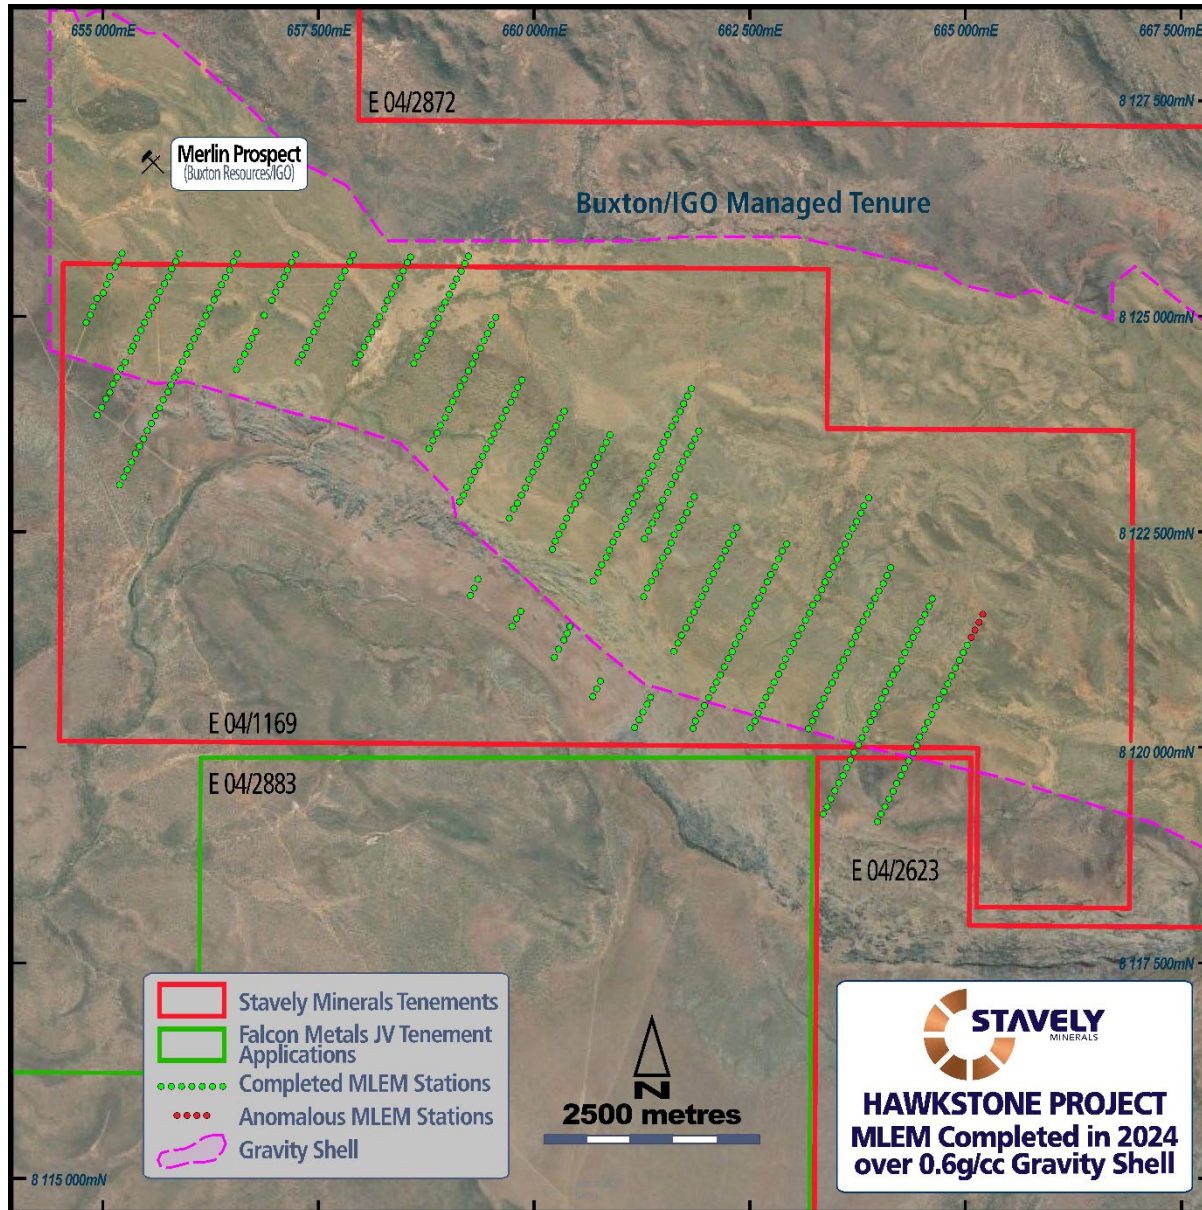 655 000mE
657 500mE
660 000mE
662 500mE
665 000mE
667 500mE
E 04/2872
8 127 500mN
Merlin Prospect
(Buxton Resources/IGO)
Buxton/IGO Managed Tenure
8 125 000mN
8 122 500mN
E 04/1169
8 120 000mN
E 04/2883
E 04/2623
8 117 500mN
Stavely Minerals Tenements
Falcon Metals JV Tenement
Applications
Completed MLEM Stations
Anomalous MLEM Stations
Gravity Shell
N
2500 metres
STAVELY
MINERALS
HAWKSTONE PROJECT
MLEM Completed in 2024
over 0.6g/cc Gravity Shell
8 115 000mN